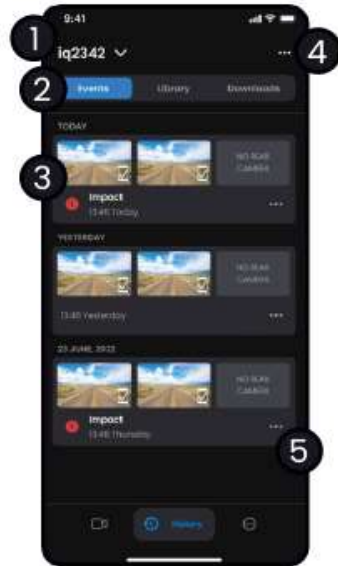 1
9:41
iq2342
4
2
Events Library Downloads
TODAY
3
NO REAR
CAMERA
Impact
13:46 Today
YESTERDAY
NO REAR
CAMERA
13:46 Yesterday
23 JUNE, 2022
NO REAR
CAMERA
Impact
13:46 Thursday
5
History